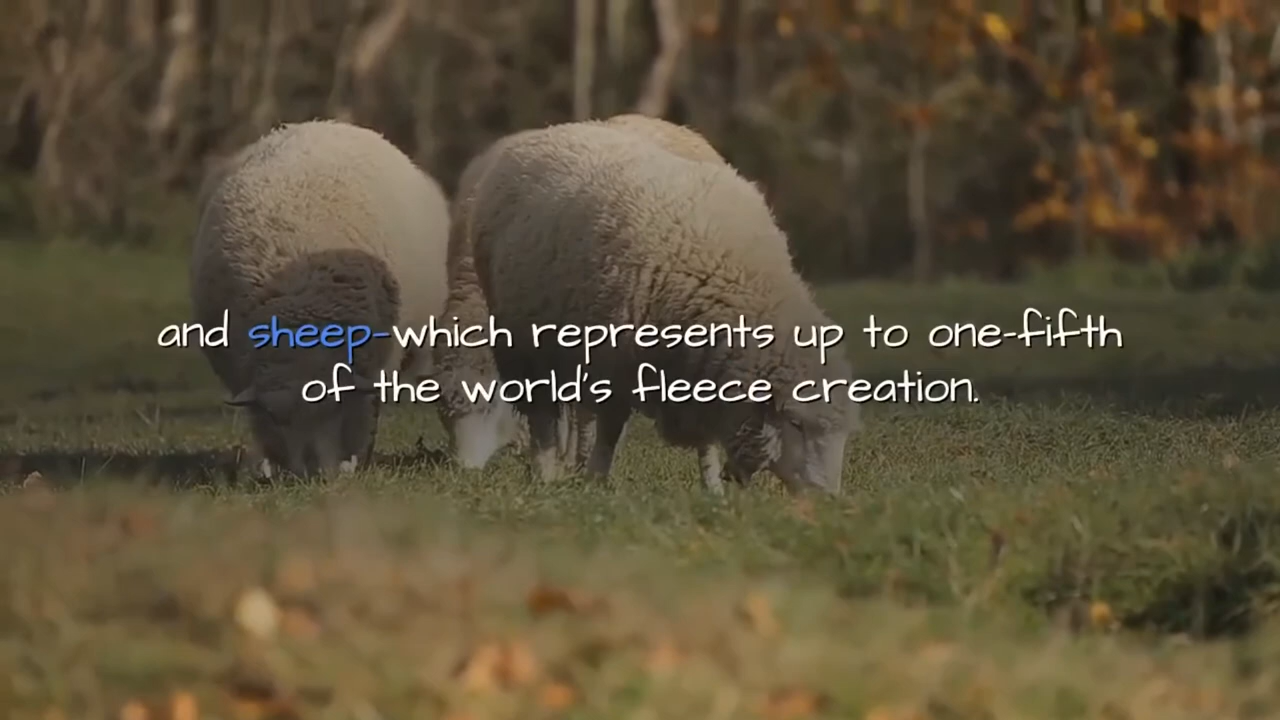 and sheep-which represents up to one-fifth
of the world's fleece creation.